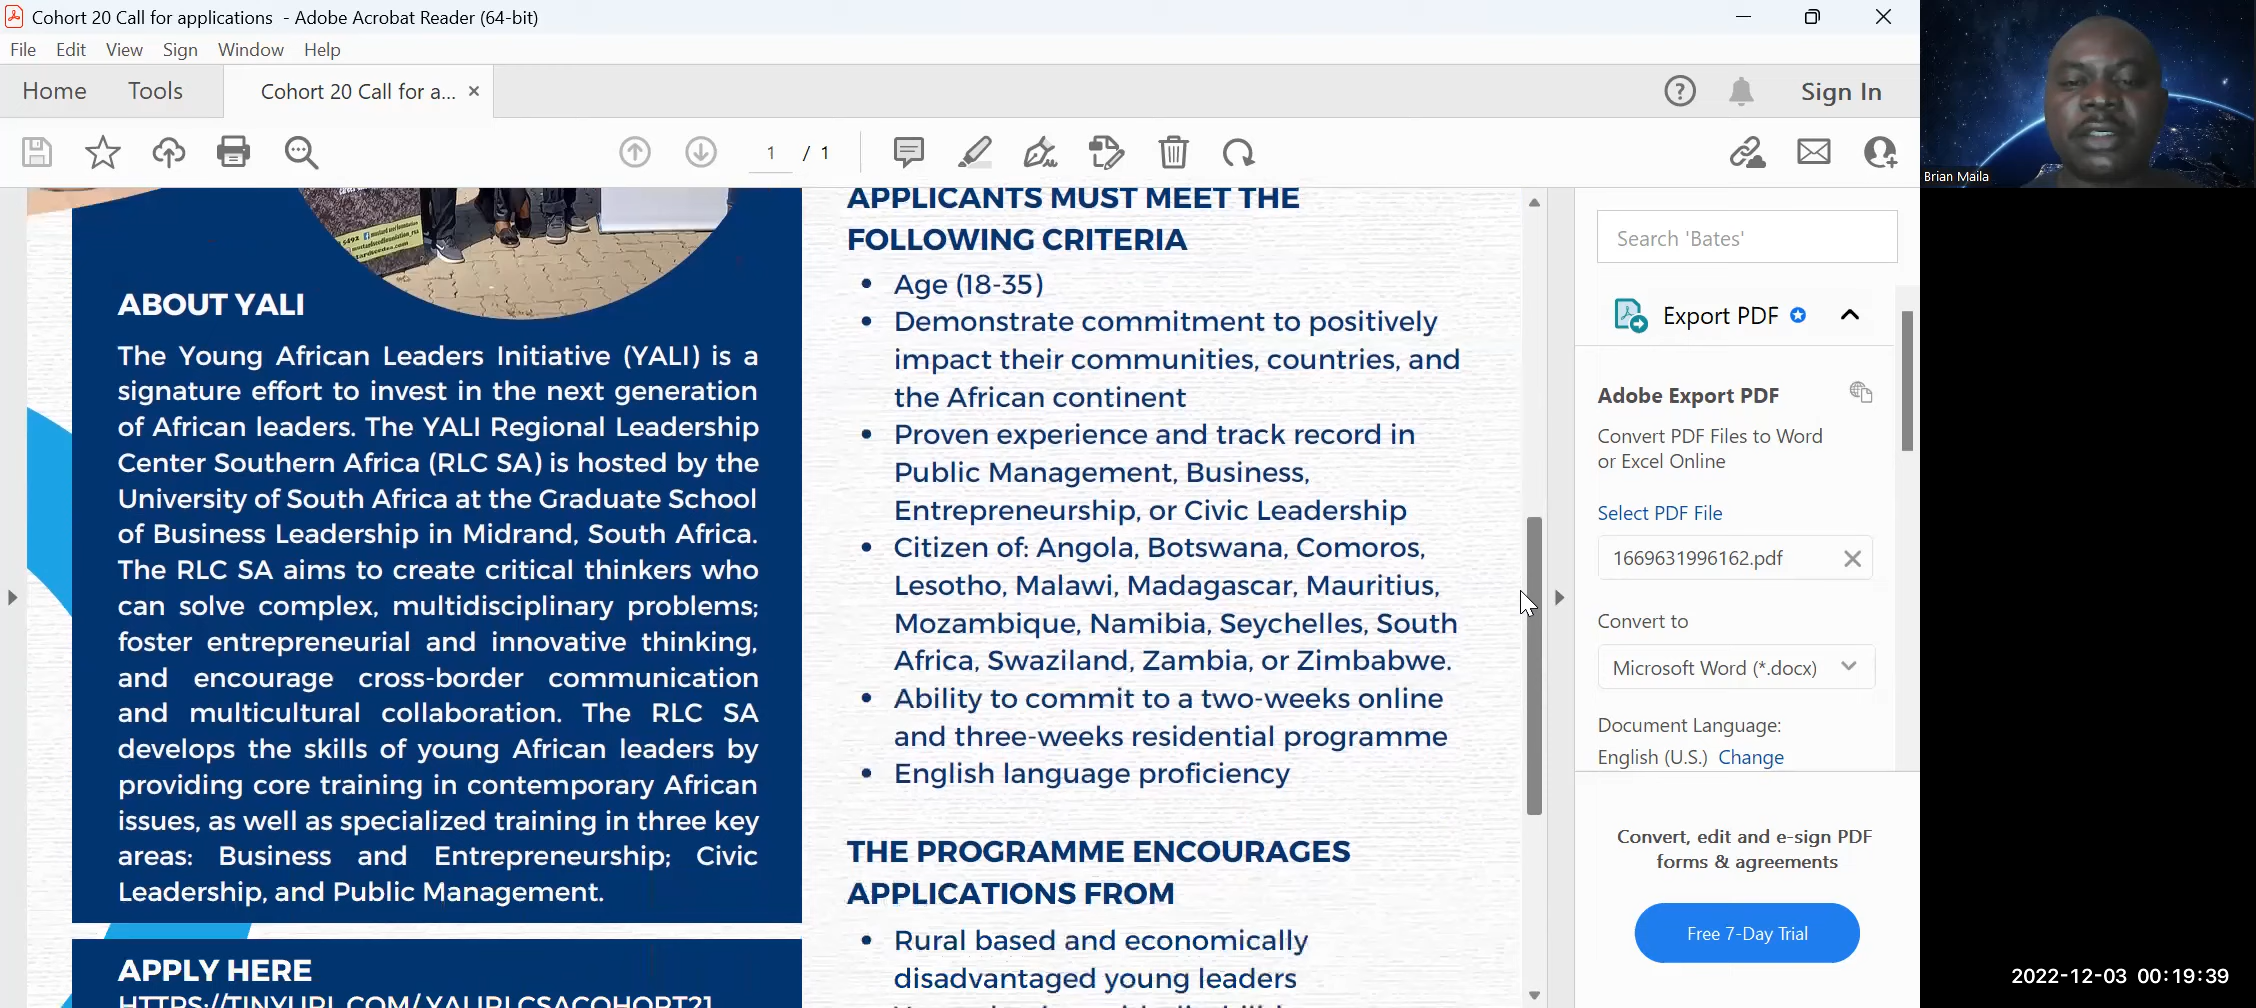 Cohort 20 Call for applications - Adobe Acrobat Reader (64-bit)
File Edit View Sign Window Help
Home Tools Cohort 20 Call for a... × Sign In
1 / 1
ABOUT YALI
The Young African Leaders Initiative (YALI) is a
signature effort to invest in the next generation
of African leaders. The YALI Regional Leadership
Center Southern Africa (RLC SA) is hosted by the
University of South Africa at the Graduate School
of Business Leadership in Midrand, South Africa.
The RLC SA aims to create critical thinkers who
can solve complex, multidisciplinary problems;
foster entrepreneurial and innovative thinking,
and encourage cross-border communication
and multicultural collaboration. The RLC SA
develops the skills of young African leaders by
providing core training in contemporary African
issues, as well as specialized training in three key
areas: Business and Entrepreneurship; Civic
Leadership, and Public Management.
APPLY HERE
HTTPS://TINYURL.COM/YALIRLCSACOHORT21
APPLICANTS MUST MEET THE
FOLLOWING CRITERIA
• Age (18-35)
• Demonstrate commitment to positively
impact their communities, countries, and
the African continent
• Proven experience and track record in
Public Management, Business,
Entrepreneurship, or Civic Leadership
• Citizen of: Angola, Botswana, Comoros,
Lesotho, Malawi, Madagascar, Mauritius,
Mozambique, Namibia, Seychelles, South
Africa, Swaziland, Zambia, or Zimbabwe.
• Ability to commit to a two-weeks online
and three-weeks residential programme
• English language proficiency
THE PROGRAMME ENCOURAGES
APPLICATIONS FROM
• Rural based and economically
disadvantaged young leaders
Search 'Bates'
Export PDF
Adobe Export PDF
Convert PDF Files to Word
or Excel Online
Select PDF File
1669631996162.pdf
Convert to
Microsoft Word (*.docx)
Document Language:
English (U.S.) Change
Convert, edit and e-sign PDF
forms & agreements
Free 7-Day Trial
Brian Maila
2022-12-03 00:19:39